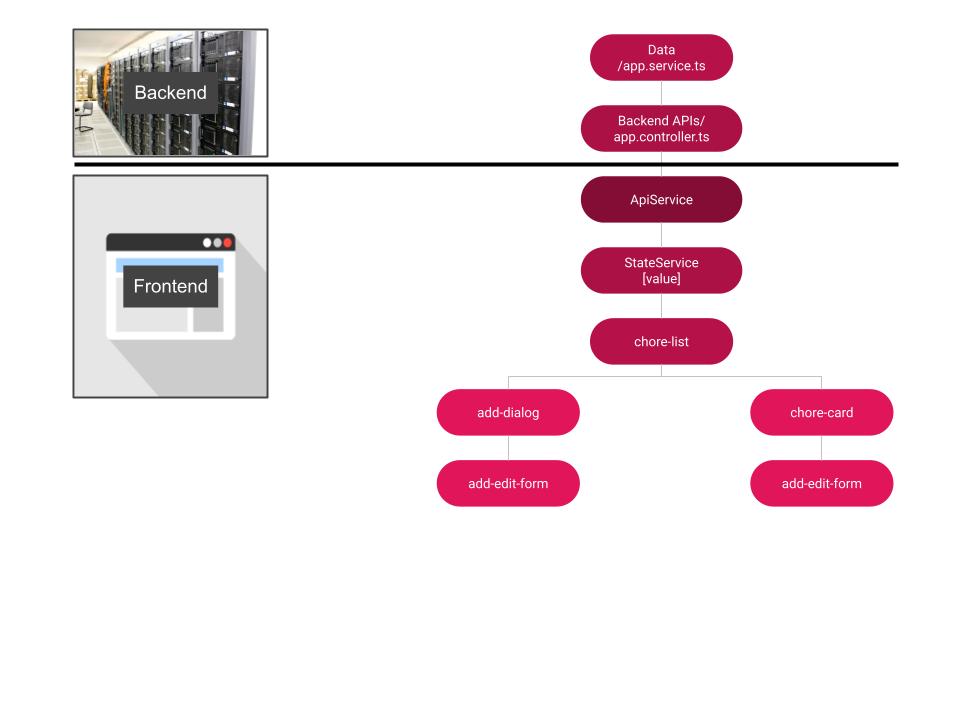 Backend
Data
/app.service.ts
Backend APIs/
app.controller.ts
Frontend
ApiService
StateService
[value]
chore-list
add-dialog
chore-card
add-edit-form
add-edit-form